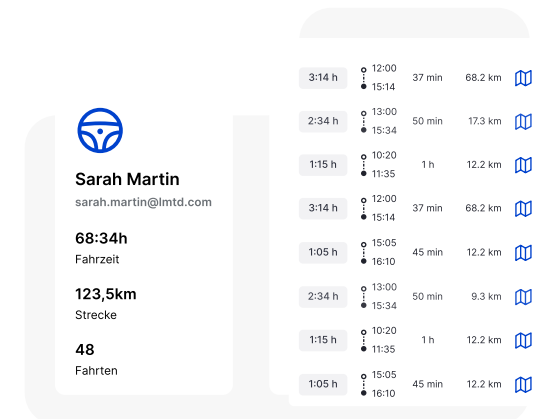 Sarah Martin
sarah.martin@lmtd.com
68:34h
Fahrzeit
123,5km
Strecke
48
Fahrten
3:14 h 12:00 15:14 37 min 68.2 km
2:34 h 13:00 15:34 50 min 17.3 km
1:15 h 10:20 11:35 1 h 12.2 km
3:14 h 12:00 15:14 37 min 68.2 km
1:05 h 15:05 16:10 45 min 12.2 km
2:34 h 13:00 15:34 50 min 9.3 km
1:15 h 10:20 11:35 1 h 12.2 km
1:05 h 15:05 16:10 45 min 12.2 km